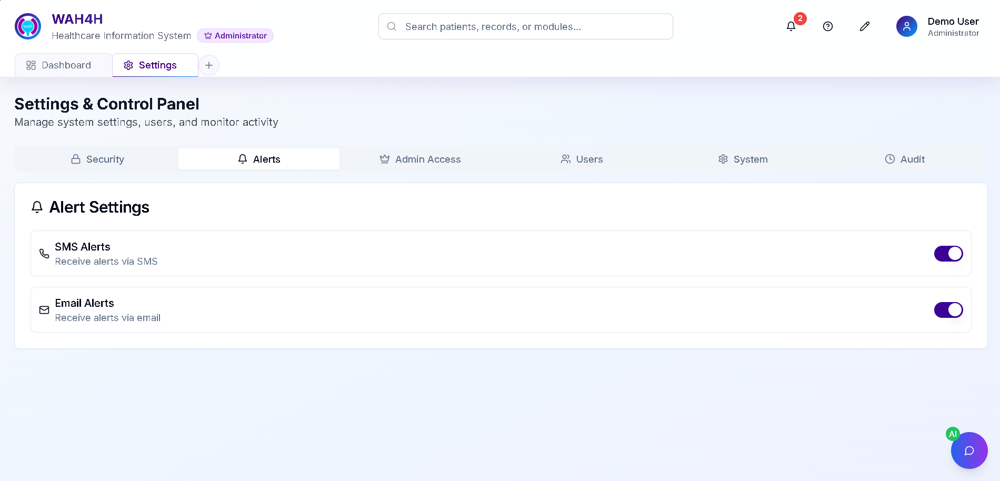 wah
WAH4H
Healthcare Information System
Administrator
Search patients, records, or modules...
2
Demo User
Administrator
Dashboard
Settings
Settings & Control Panel
Manage system settings, users, and monitor activity
Security
Alerts
Admin Access
Users
System
Audit
Alert Settings
SMS Alerts
Receive alerts via SMS
Email Alerts
Receive alerts via email
AI